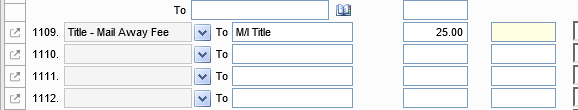 To
1109. Title - Mail Away Fee To M/I Title 25.00
1110. To
1111. To
1112. To